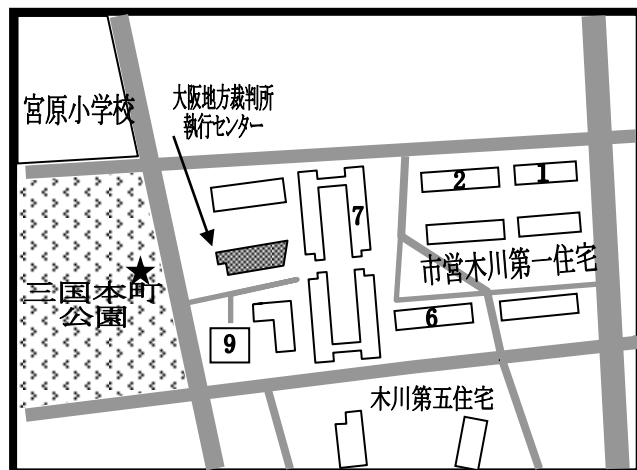 宮原小学校
大阪地方裁判所
執行センター
2
1
7
市営木川第一住宅
三国本町
公園
6
9
木川第五住宅